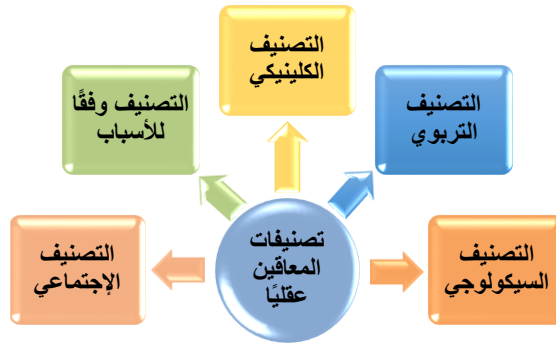 التصنيف
الكلينيكي
التصنيف
التربوي
التصنيف وفقًا
للأسباب
تصنيفات
المعاقين
عقليًا
التصنيف
السيكولوجي
التصنيف
الإجتماعي